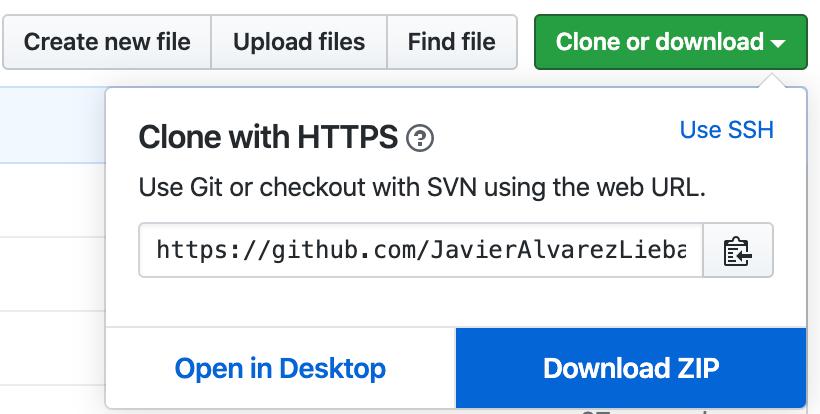 Create new file
Upload files
Find file
Clone or download
Clone with HTTPS ?
Use SSH
Use Git or checkout with SVN using the web URL.
https://github.com/JavierAlvarezLieba
Open in Desktop
Download ZIP